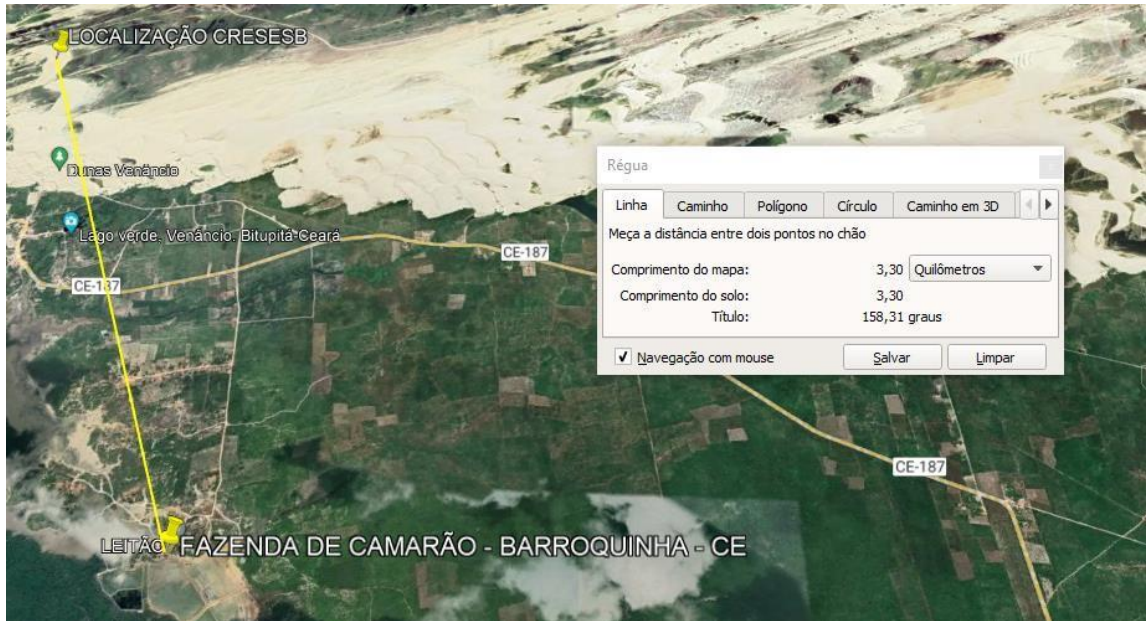 LOCALIZAÇÃO CRESESB
Dunas Venâncio
Lago verde, Venâncio. Bitupitá-Ceará
CE-187
CE-187
CE-187
LEITÃO
FAZENDA DE CAMARÃO - BARROQUINHA - CE
Régua
Linha Caminho Polígono Círculo Caminho em 3D
Meça a distância entre dois pontos no chão
Comprimento do mapa: 3,30 Quilômetros
Comprimento do solo: 3,30
Título: 158,31 graus
Navegação com mouse Salvar Limpar